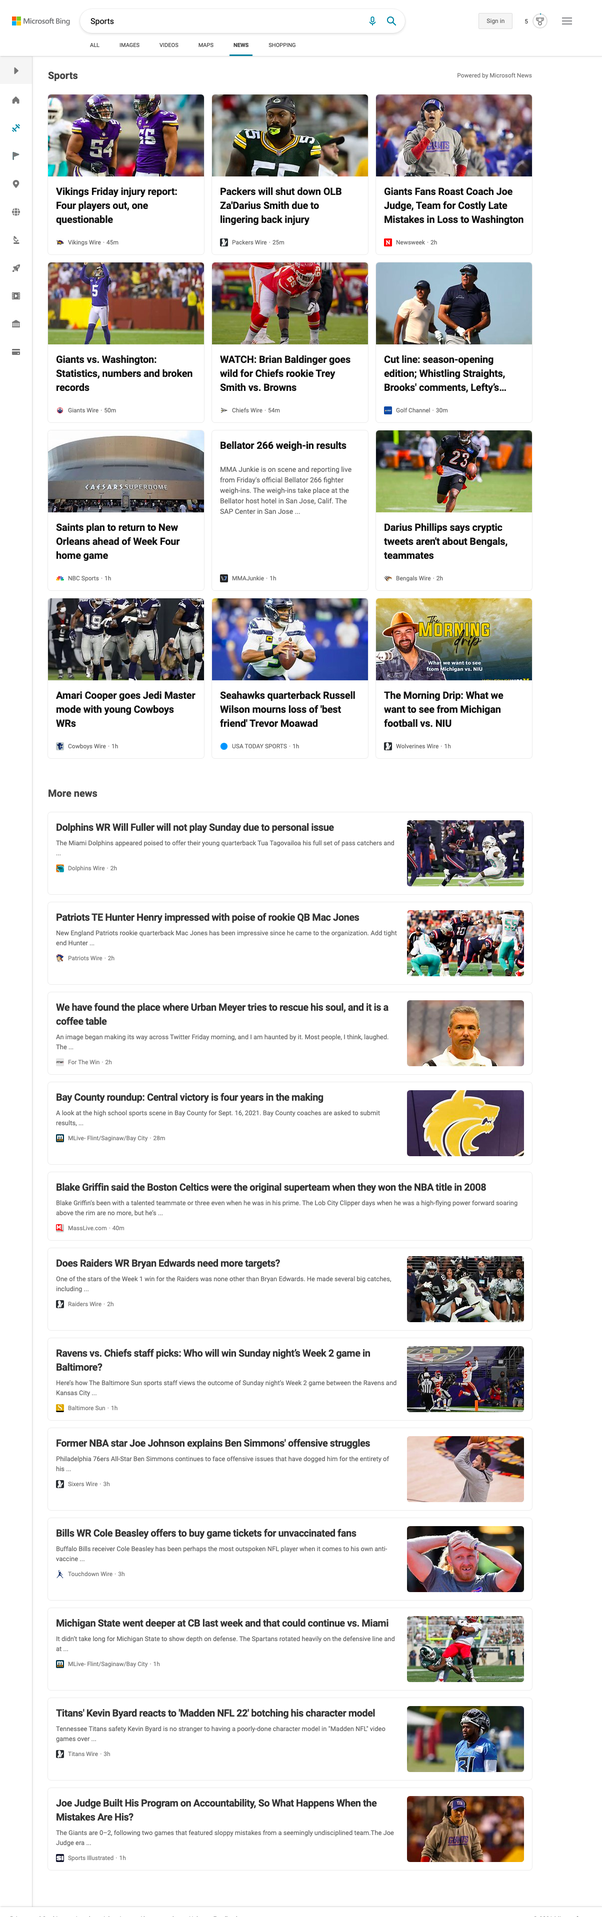 Microsoft Bing
Sports
Sign in
5
ALL
IMAGES
VIDEOS
MAPS
NEWS
SHOPPING
Sports
Powered by Microsoft News
Vikings Friday injury report:
Four players out, one
questionable
Vikings Wire · 45m
Packers will shut down OLB
Za'Darius Smith due to
lingering back injury
Packers Wire · 25m
Giants Fans Roast Coach Joe
Judge, Team for Costly Late
Mistakes in Loss to Washington
Newsweek · 2h
Giants vs. Washington:
Statistics, numbers and broken
records
Giants Wire · 50m
WATCH: Brian Baldinger goes
wild for Chiefs rookie Trey
Smith vs. Browns
Chiefs Wire · 54m
Cut line: season-opening
edition; Whistling Straights,
Brooks' comments, Lefty's...
Golf Channel · 30m
CAESARS SUPERDOME
Saints plan to return to New
Orleans ahead of Week Four
home game
NBC Sports · 1h
Bellator 266 weigh-in results
MMA Junkie is on scene and reporting live
from Friday's official Bellator 266 fighter
weigh-ins. The weigh-ins take place at the
Bellator host hotel in San Jose, Calif. The
SAP Center in San Jose ...
MMAJunkie · 1h
23
Darius Phillips says cryptic
tweets aren't about Bengals,
teammates
Bengals Wire · 2h
Amari Cooper goes Jedi Master
mode with young Cowboys
WRs
Cowboys Wire · 1h
Seahawks quarterback Russell
Wilson mourns loss of 'best
friend' Trevor Moawad
USA TODAY SPORTS · 1h
The
MORNING
drip
What we want to see
from Michigan vs. NIU
The Morning Drip: What we
want to see from Michigan
football vs. NIU
Wolverines Wire · 1h
More news
Dolphins WR Will Fuller will not play Sunday due to personal issue
The Miami Dolphins appeared poised to offer their young quarterback Tua Tagovailoa his full set of pass catchers and
...
Dolphins Wire · 2h
Patriots TE Hunter Henry impressed with poise of rookie QB Mac Jones
New England Patriots rookie quarterback Mac Jones has been impressive since he came to the organization. Add tight
end Hunter ...
Patriots Wire · 2h
We have found the place where Urban Meyer tries to rescue his soul, and it is a
coffee table
An image began making its way across Twitter Friday morning, and I am haunted by it. Most people, I think, laughed.
The ...
For The Win · 2h
Bay County roundup: Central victory is four years in the making
A look at the high school sports scene in Bay County for Sept. 16, 2021. Bay County coaches are asked to submit
results, ...
MLive- Flint/Saginaw/Bay City · 28m
Blake Griffin said the Boston Celtics were the original superteam when they won the NBA title in 2008
Blake Griffin's been with a talented teammate or three even when he was in his prime. The Lob City Clipper days when he was a high-flying power forward soaring
above the rim are no more, but he's ...
MassLive.com · 40m
Does Raiders WR Bryan Edwards need more targets?
One of the stars of the Week 1 win for the Raiders was none other than Bryan Edwards. He made several big catches,
including ...
Raiders Wire · 2h
Ravens vs. Chiefs staff picks: Who will win Sunday night's Week 2 game in
Baltimore?
Here's how The Baltimore Sun sports staff views the outcome of Sunday night's Week 2 game between the Ravens and
Kansas City ...
Baltimore Sun · 1h
Former NBA star Joe Johnson explains Ben Simmons' offensive struggles
Philadelphia 76ers All-Star Ben Simmons continues to face offensive issues that have dogged him for the entirety of
his ...
Sixers Wire · 3h
Bills WR Cole Beasley offers to buy game tickets for unvaccinated fans
Buffalo Bills receiver Cole Beasley has been perhaps the most outspoken NFL player when it comes to his own anti-
vaccine ...
Touchdown Wire · 3h
Michigan State went deeper at CB last week and that could continue vs. Miami
It didn't take long for Michigan State to show depth on defense. The Spartans rotated heavily on the defensive line and
at ...
MLive- Flint/Saginaw/Bay City · 1h
Titans' Kevin Byard reacts to 'Madden NFL 22' botching his character model
Tennessee Titans safety Kevin Byard is no stranger to having a poorly-done character model in "Madden NFL" video
games over ...
Titans Wire · 3h
Joe Judge Built His Program on Accountability, So What Happens When the
Mistakes Are His?
The Giants are 0–2, following two games that featured sloppy mistakes from a seemingly undisciplined team.The Joe
Judge era ...
Sports Illustrated · 1h